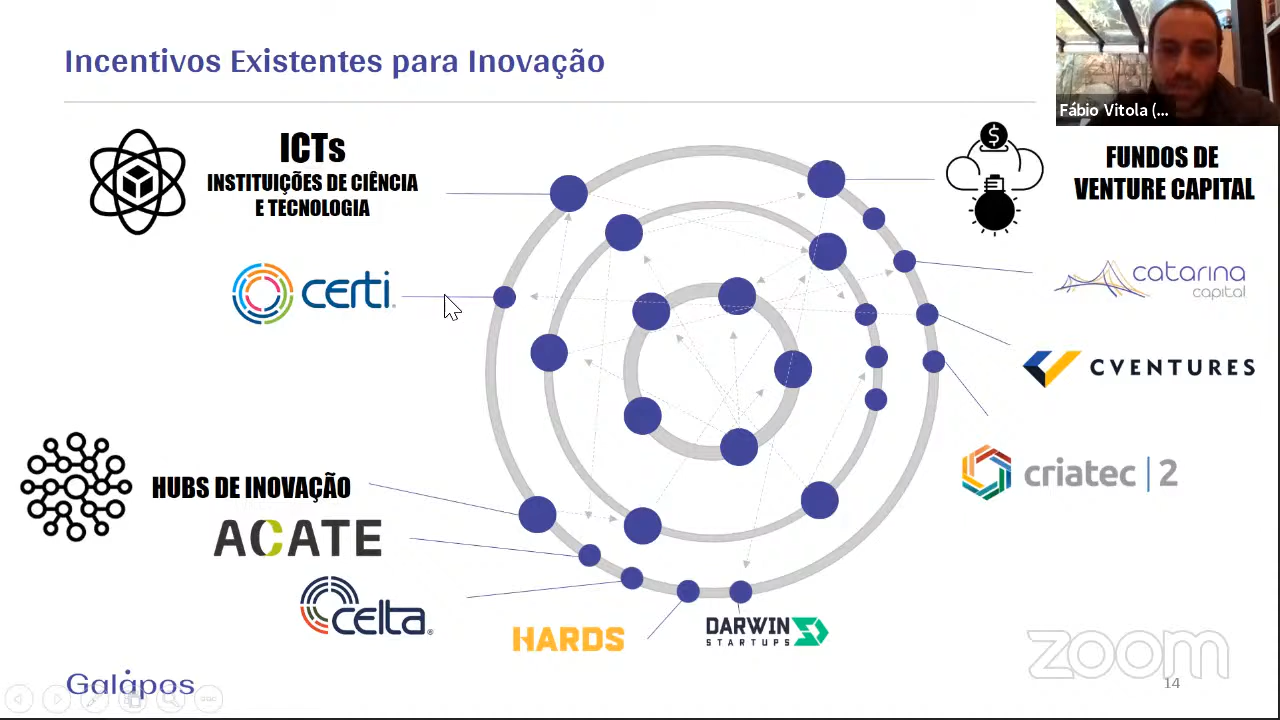 Incentivos Existentes para Inovação
Fábio Vitola (...
ICTs
INSTITUIÇÕES DE CIÊNCIA
E TECNOLOGIA
$
FUNDOS DE
VENTURE CAPITAL
certi
catarina
capital
CVENTURES
criatec | 2
HUBS DE INOVAÇÃO
ACATE
celta
HARDS
DARWIN
STARTUPS
zoom
Galápos
14